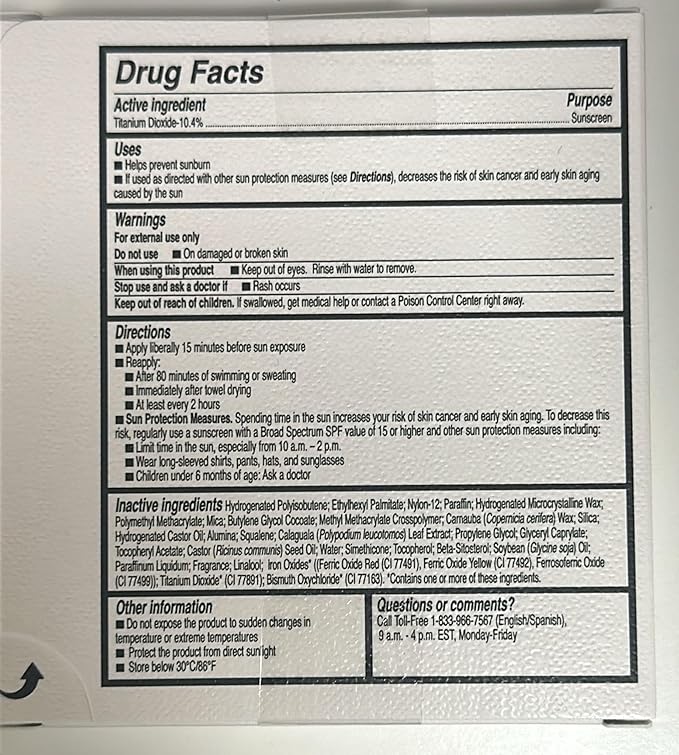 Drug Facts
Active ingredient Purpose
Titanium Dioxide-10.4% Sunscreen
Uses
■ Helps prevent sunburn
■ If used as directed with other sun protection measures (see Directions), decreases the risk of skin cancer and early skin aging
caused by the sun
Warnings
For external use only
Do not use ■ On damaged or broken skin
When using this product ■ Keep out of eyes. Rinse with water to remove.
Stop use and ask a doctor if ■ Rash occurs
Keep out of reach of children. If swallowed, get medical help or contact a Poison Control Center right away.
Directions
■ Apply liberally 15 minutes before sun exposure
■ Reapply:
■ After 80 minutes of swimming or sweating
■ Immediately after towel drying
■ At least every 2 hours
■ Sun Protection Measures. Spending time in the sun increases your risk of skin cancer and early skin aging. To decrease this
risk, regularly use a sunscreen with a Broad Spectrum SPF value of 15 or higher and other sun protection measures including:
■ Limit time in the sun, especially from 10 a.m. – 2 p.m.
■ Wear long-sleeved shirts, pants, hats, and sunglasses
■ Children under 6 months of age: Ask a doctor
Inactive ingredients Hydrogenated Polyisobutene; Ethylhexyl Palmitate; Nylon-12; Paraffin; Hydrogenated Microcrystalline Wax;
Polymethyl Methacrylate; Mica; Butylene Glycol Cocoate; Methyl Methacrylate Crosspolymer; Carnauba (Copernicia cerifera) Wax; Silica;
Hydrogenated Castor Oil; Alumina; Squalene; Calaguala (Polypodium leucotomos) Leaf Extract; Propylene Glycol; Glyceryl Caprylate;
Tocopheryl Acetate; Castor (Ricinus communis) Seed Oil; Water; Simethicone; Tocopherol; Beta-Sitosterol; Soybean (Glycine soja) Oil;
Paraffinum Liquidum; Fragrance; Linalool; Iron Oxides* ((Ferric Oxide Red (CI 77491), Ferric Oxide Yellow (CI 77492), Ferrosoferric Oxide
(CI 77499)); Titanium Dioxide* (CI 77891); Bismuth Oxychloride* (CI 77163). *Contains one or more of these ingredients.
Other information
■ Do not expose the product to sudden changes in
temperature or extreme temperatures
■ Protect the product from direct sunlight
■ Store below 30°C/86°F
Questions or comments?
Call Toll-Free 1-833-966-7567 (English/Spanish),
9 a.m. - 4 p.m. EST, Monday-Friday